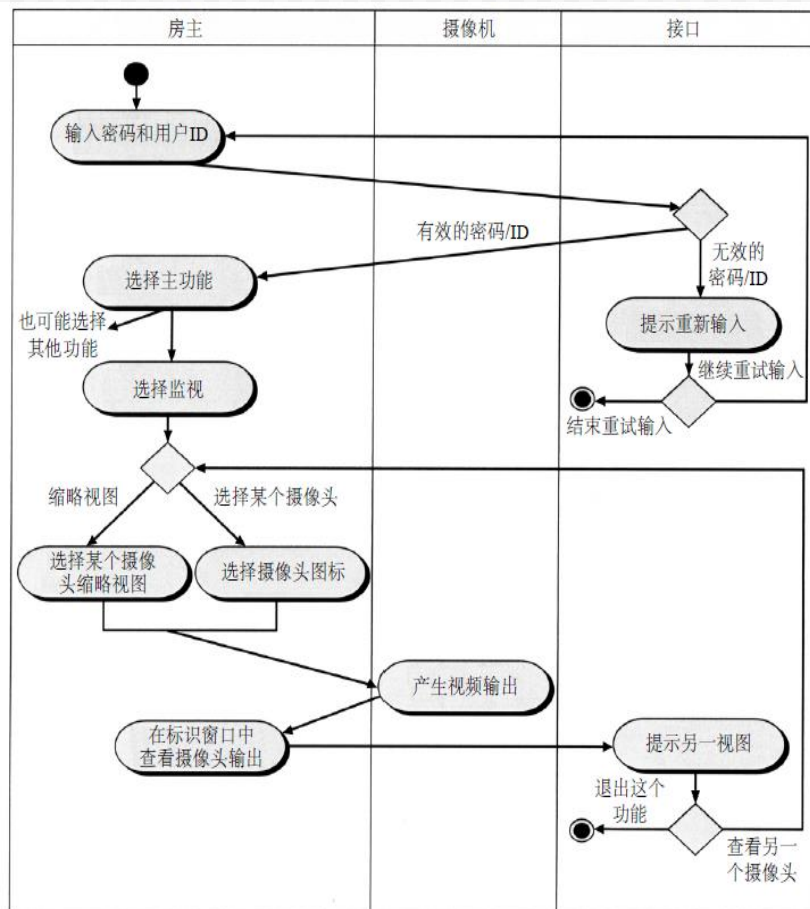 房主
摄像机
接口
输入密码和用户ID
有效的密码/ID
无效的
密码/ID
选择主功能
也可能选择
其他功能
提示重新输入
继续重试输入
结束重试输入
选择监视
缩略视图
选择某个摄像头
选择某个摄像
头缩略视图
选择摄像头图标
产生视频输出
在标识窗口中
查看摄像头输出
提示另一视图
退出这个
功能
查看另一
个摄像头